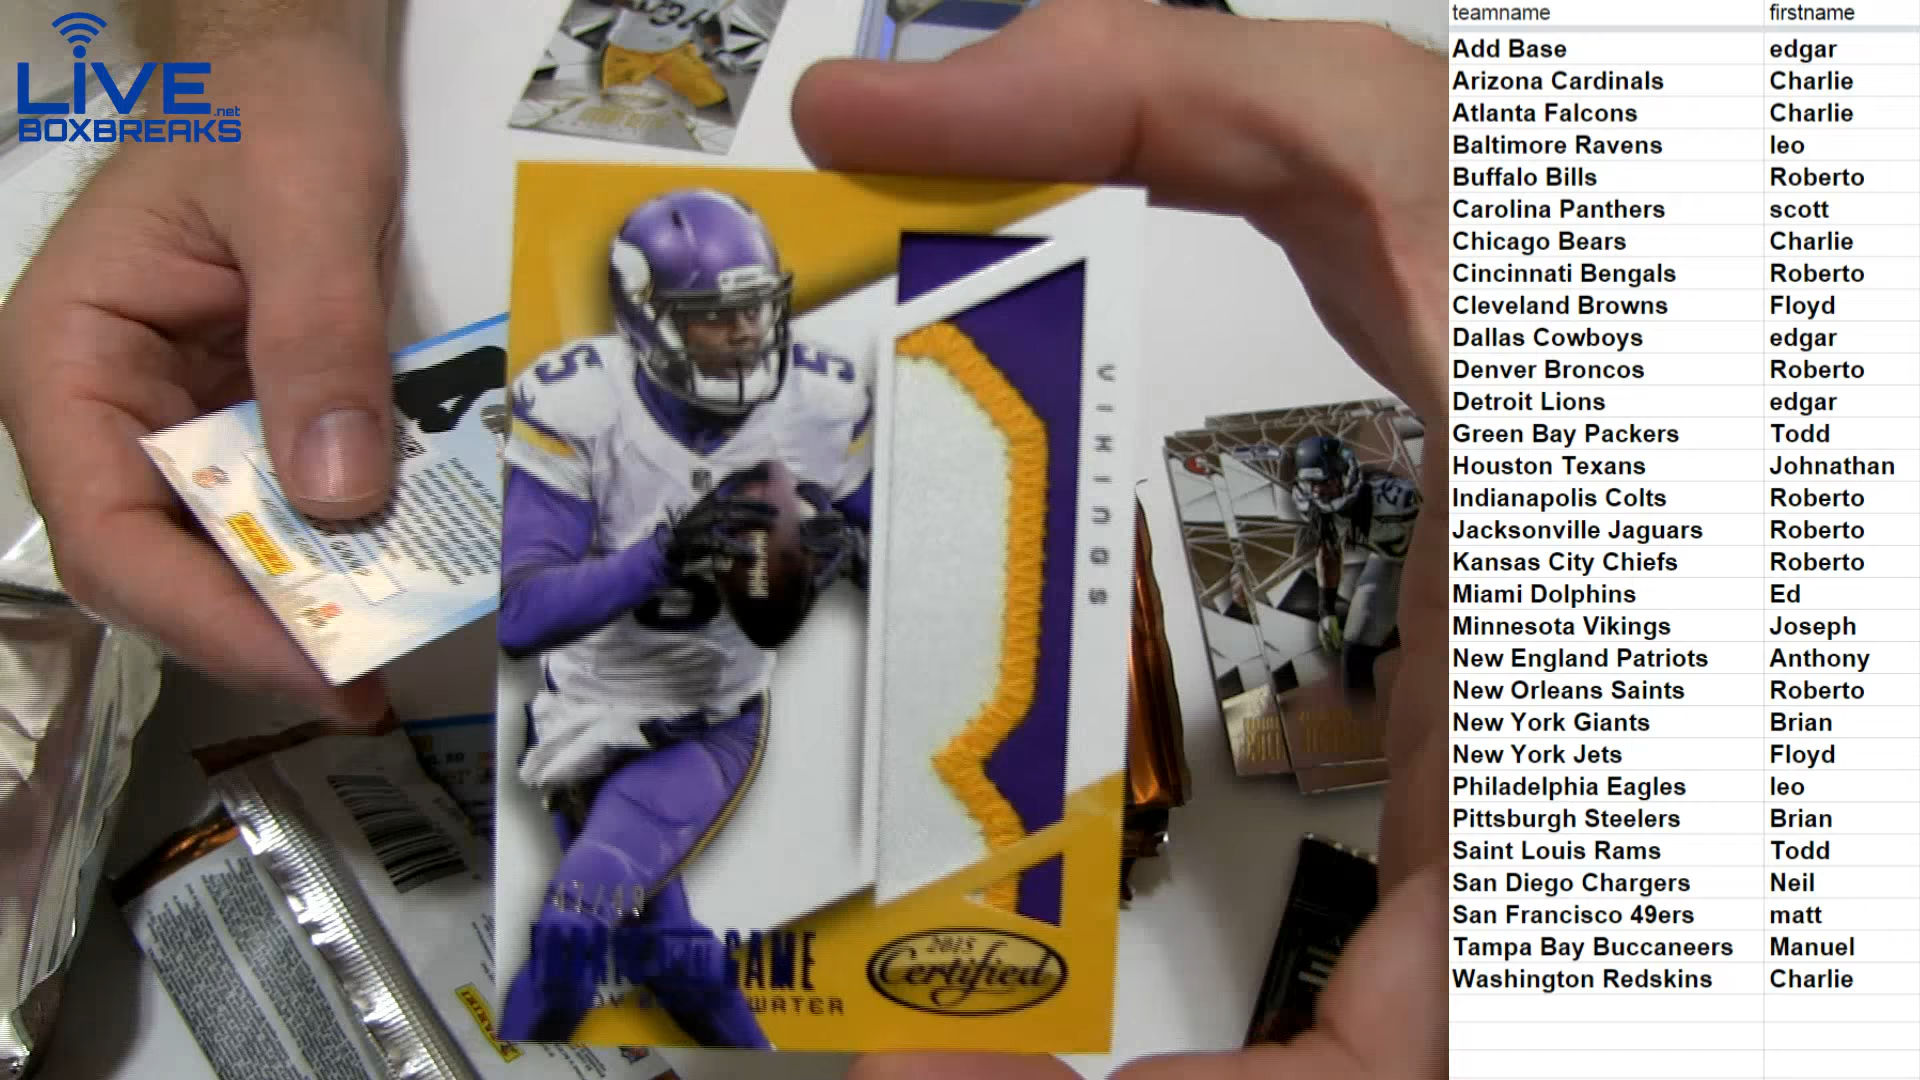 LiVE.net
BOXBREAKS
VIKINGS
5
5
GAME
WATER
2015
Certified
teamname firstname
Add Base edgar
Arizona Cardinals Charlie
Atlanta Falcons Charlie
Baltimore Ravens leo
Buffalo Bills Roberto
Carolina Panthers scott
Chicago Bears Charlie
Cincinnati Bengals Roberto
Cleveland Browns Floyd
Dallas Cowboys edgar
Denver Broncos Roberto
Detroit Lions edgar
Green Bay Packers Todd
Houston Texans Johnathan
Indianapolis Colts Roberto
Jacksonville Jaguars Roberto
Kansas City Chiefs Roberto
Miami Dolphins Ed
Minnesota Vikings Joseph
New England Patriots Anthony
New Orleans Saints Roberto
New York Giants Brian
New York Jets Floyd
Philadelphia Eagles leo
Pittsburgh Steelers Brian
Saint Louis Rams Todd
San Diego Chargers Neil
San Francisco 49ers matt
Tampa Bay Buccaneers Manuel
Washington Redskins Charlie